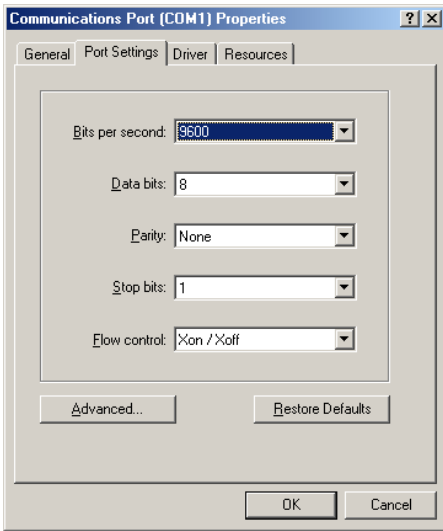 Communications Port (COM1) Properties
General Port Settings Driver Resources
Bits per second: 9600
Data bits: 8
Parity: None
Stop bits: 1
Flow control: Xon / Xoff
Advanced... Restore Defaults
OK Cancel